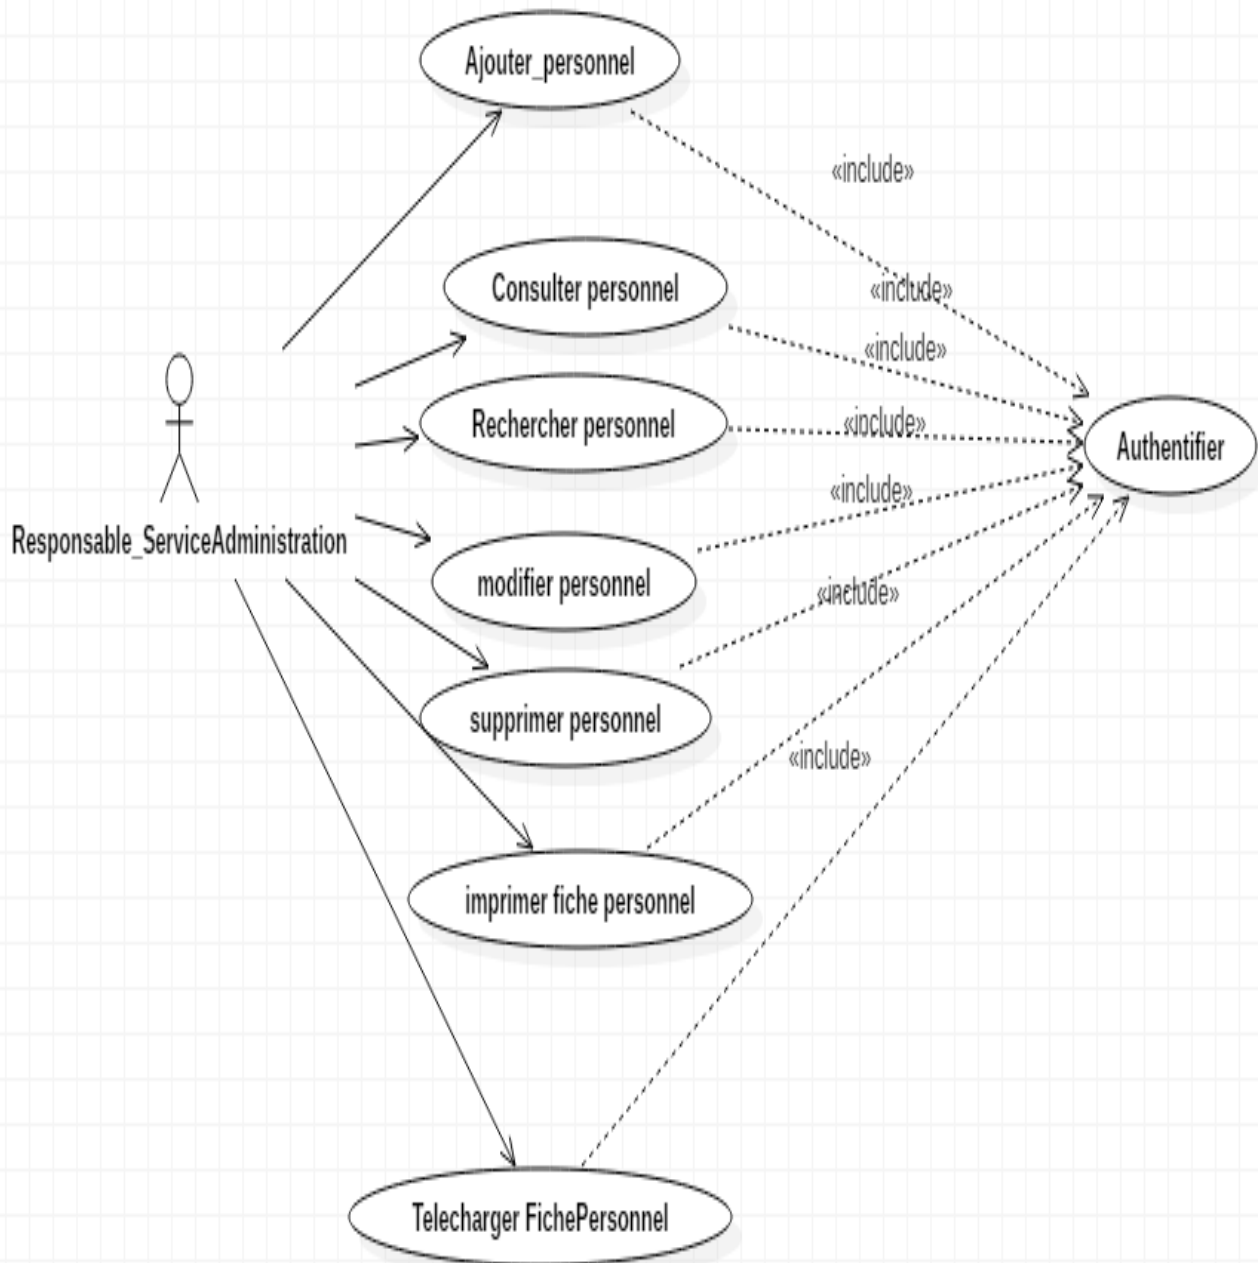 Ajouter_personnel
«include»
Consulter personnel
«include»
«include»
Rechercher personnel
«include»
Authentifier
«include»
Responsable_ServiceAdministration
modifier personnel
«include»
supprimer personnel
«include»
imprimer fiche personnel
Telecharger FichePersonnel